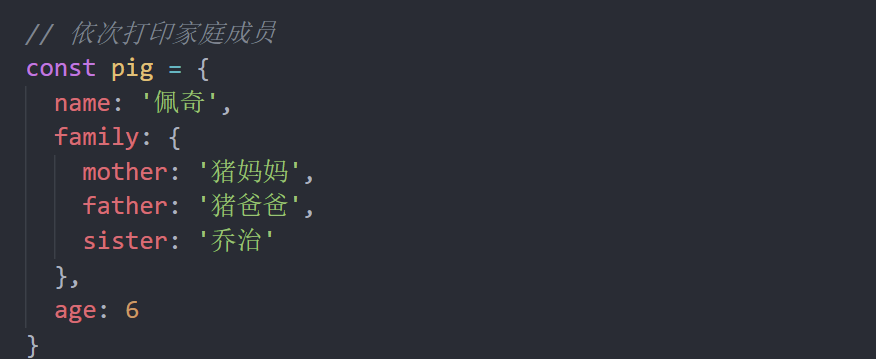 // 依次打印家庭成员
const pig = {
  name: '佩奇',
  family: {
    mother: '猪妈妈',
    father: '猪爸爸',
    sister: '乔治'
  },
  age: 6
}